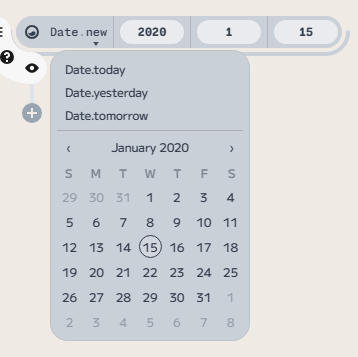 Date.new 2020 1 15
Date.today
Date.yesterday
Date.tomorrow
‹ January 2020 ›
S M T W T F S
29 30 31 1 2 3 4
5 6 7 8 9 10 11
12 13 14 15 16 17 18
19 20 21 22 23 24 25
26 27 28 29 30 31 1
2 3 4 5 6 7 8